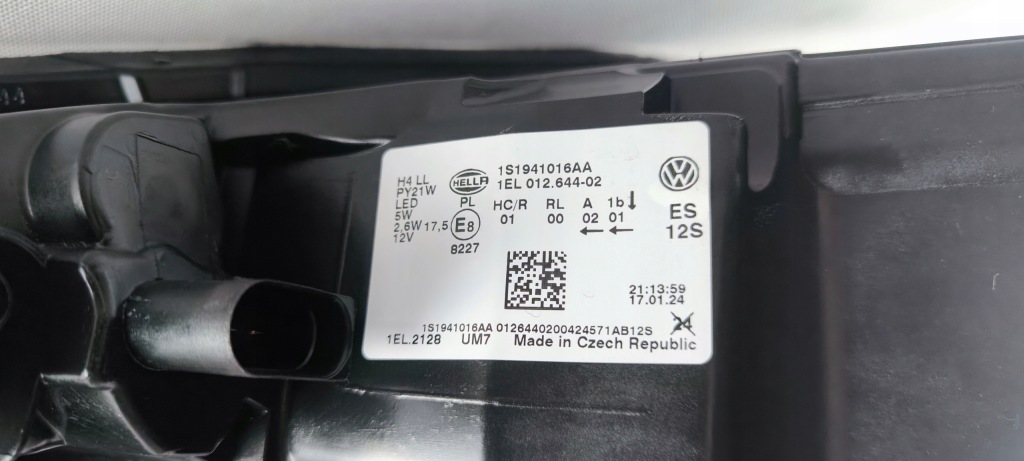 1S1941016AA
1EL 012.644-02
H4 LL
PY21W
LED
5W
2,6W 17,5
12V
HELLA
PL
E8
8227
HC/R RL A 1b↓
01 00 02 01
← ←
VW
ES
12S
21:13:59
17.01.24
1S1941016AA 0126440200424571AB12S
24
1EL.2128 UM7 Made in Czech Republic